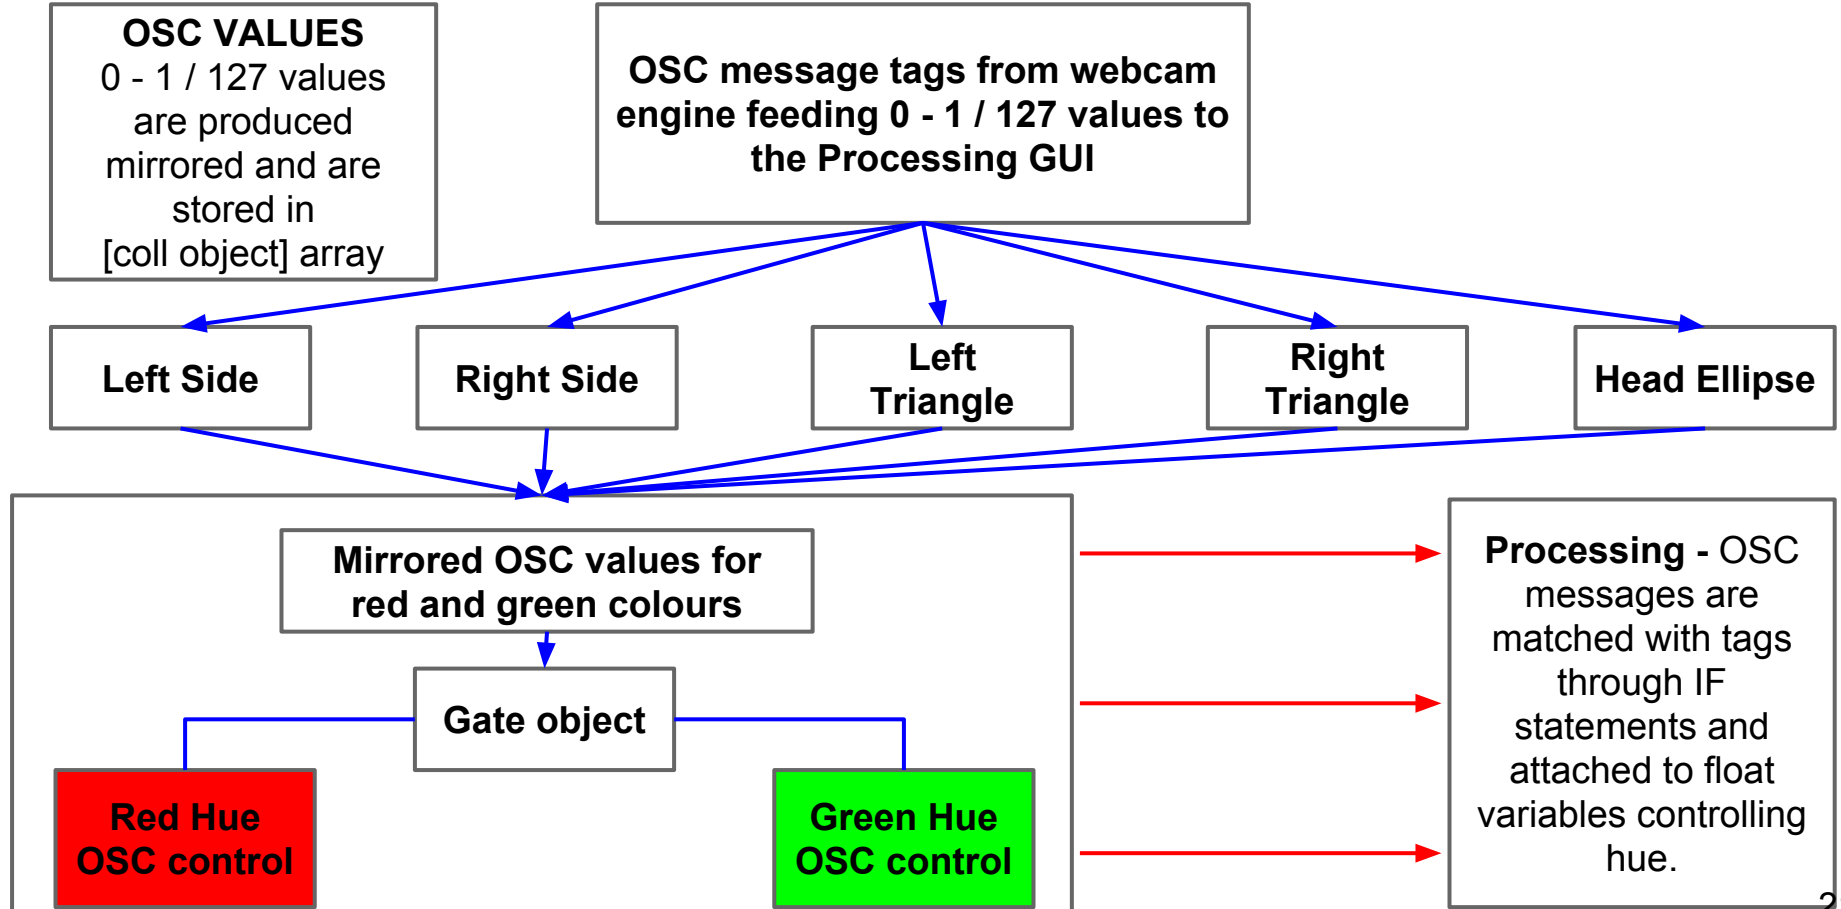 OSC VALUES
0 - 1 / 127 values
are produced
mirrored and are
stored in
[coll object] array
OSC message tags from webcam
engine feeding 0 - 1 / 127 values to
the Processing GUI
Left Side
Right Side
Left
Triangle
Right
Triangle
Head Ellipse
Mirrored OSC values for
red and green colours
Gate object
Red Hue
OSC control
Green Hue
OSC control
Processing - OSC
messages are
matched with tags
through IF
statements and
attached to float
variables controlling
hue.
2